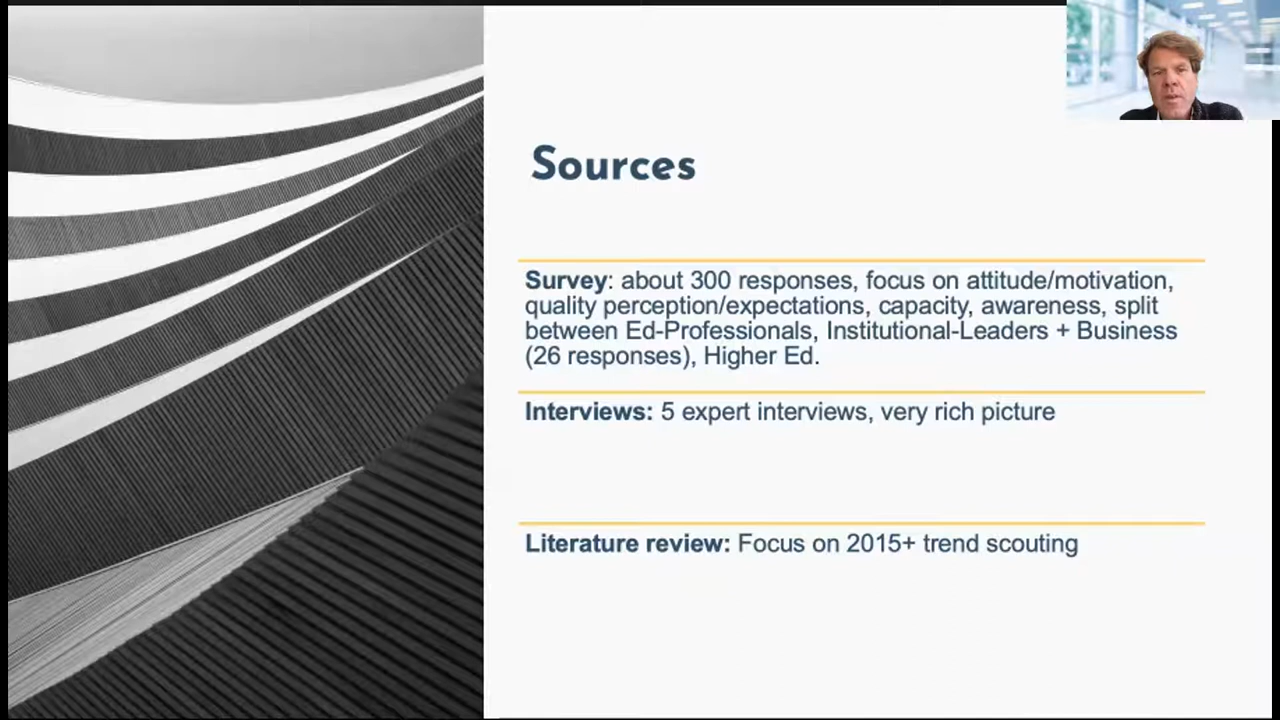 Sources
Survey: about 300 responses, focus on attitude/motivation,
quality perception/expectations, capacity, awareness, split
between Ed-Professionals, Institutional-Leaders + Business
(26 responses), Higher Ed.
Interviews: 5 expert interviews, very rich picture
Literature review: Focus on 2015+ trend scouting